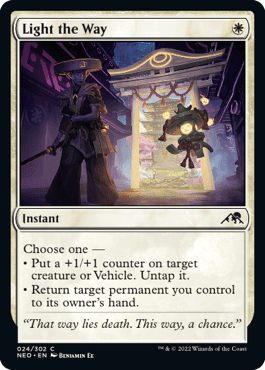 Light the Way
Instant
Choose one —
• Put a +1/+1 counter on target
creature or Vehicle. Untap it.
• Return target permanent you control
to its owner's hand.
"That way lies death. This way, a chance."
024/302 C
NEO • EN Benjamin Ee
™ & © 2022 Wizards of the Coast